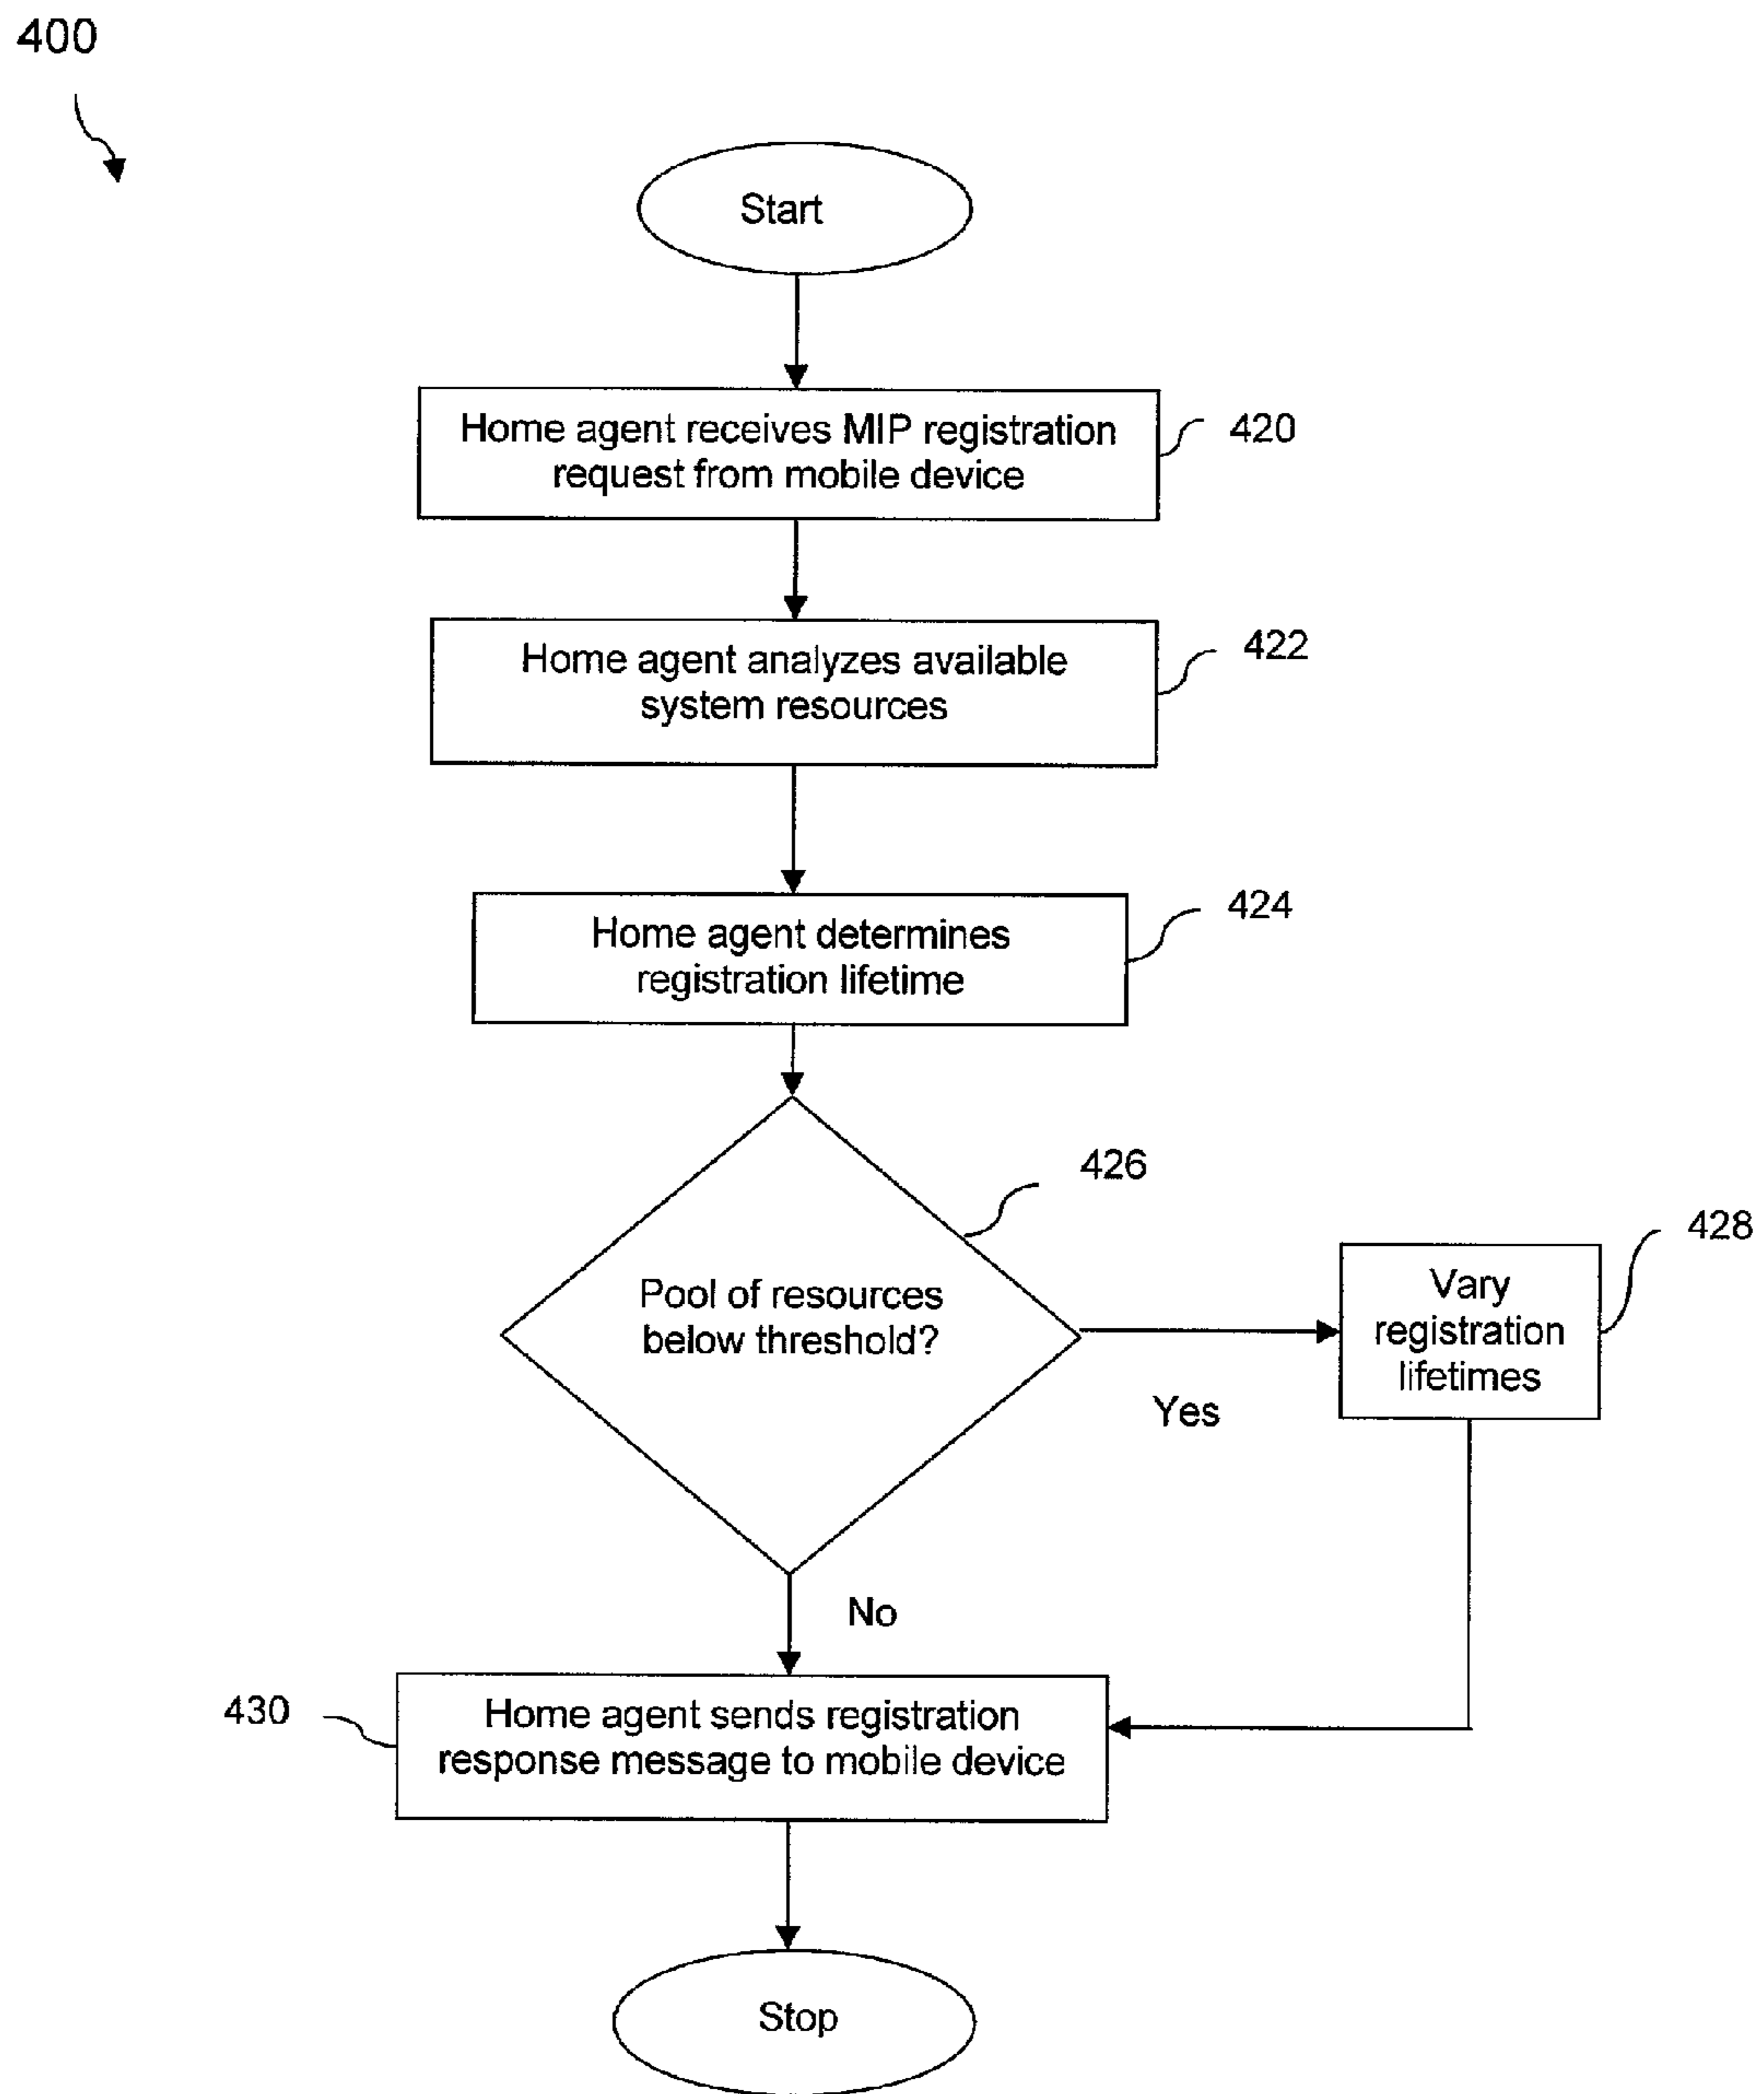 400
Start
Home agent receives MIP registration
request from mobile device
420
Home agent analyzes available
system resources
422
Home agent determines
registration lifetime
424
426
Pool of resources
below threshold?
Yes
Vary
registration
lifetimes
428
No
430
Home agent sends registration
response message to mobile device
Stop